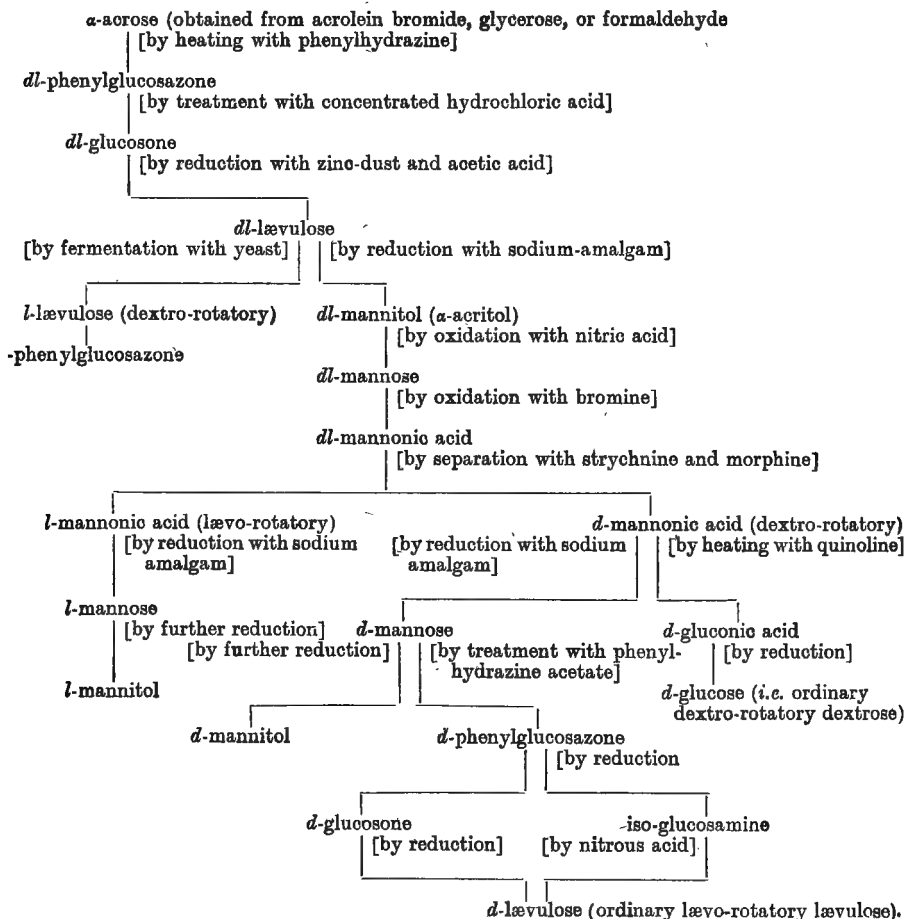 α-acrose (obtained from acrolein bromide, glycerose, or formaldehyde
[by heating with phenylhydrazine]
dl-phenylglucosazone
[by treatment with concentrated hydrochloric acid]
dl-glucosone
[by reduction with zinc-dust and acetic acid]
dl-lævulose
[by fermentation with yeast] [by reduction with sodium-amalgam]
l-lævulose (dextro-rotatory) dl-mannitol (α-acritol)
[by oxidation with nitric acid]
-phenylglucosazone
dl-mannose
[by oxidation with bromine]
dl-mannonic acid
[by separation with strychnine and morphine]
l-mannonic acid (lævo-rotatory) d-mannonic acid (dextro-rotatory)
[by reduction with sodium [by reduction with sodium [by heating with quinoline]
amalgam] amalgam]
l-mannose d-mannose d-gluconic acid
[by further reduction] [by treatment with phenyl- [by reduction]
[by further reduction] hydrazine acetate]
l-mannitol d-glucose (i.e. ordinary
dextro-rotatory dextrose)
d-mannitol d-phenylglucosazone
[by reduction
d-glucosone iso-glucosamine
[by reduction] [by nitrous acid]
d-lævulose (ordinary lævo-rotatory lævulose).